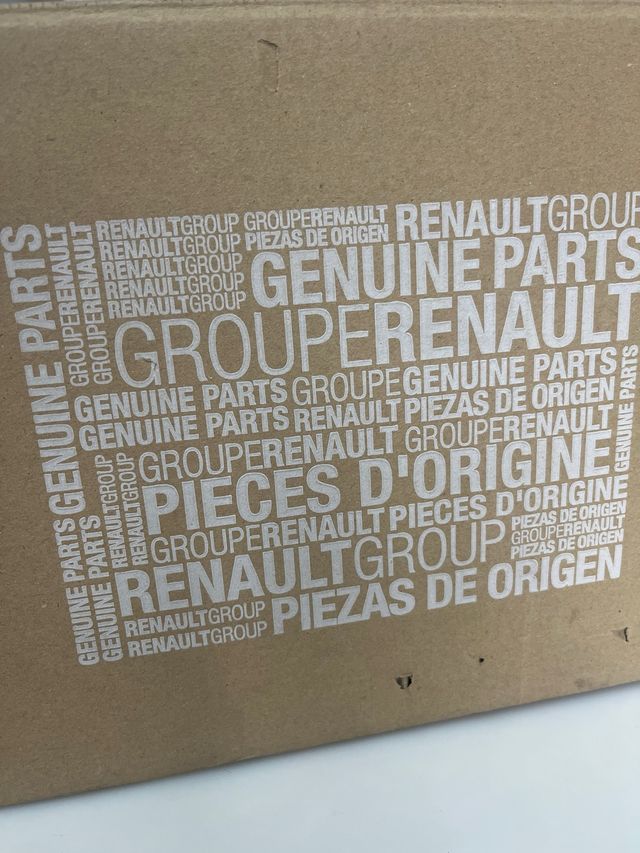 GENUINE PARTS
GROUPERENAULT
GROUPERENAULT
RENAULTGROUP GROUPERENAULT
RENAULTGROUP PIEZAS DE ORIGEN
RENAULTGROUP
RENAULTGROUP
RENAULTGROUP
RENAULTGROUP
GENUINE PARTS
GROUPERENAULT
GENUINE PARTS GROUPE GENUINE PARTS
GENUINE PARTS RENAULT PIEZAS DE ORIGEN
GENUINE PARTS
GROUPERENAULT GROUPERENAULT
PIECES D'ORIGINE
GROUPERENAULT PIECES D'ORIGINE
RENAULTGROUP
PIEZAS DE ORIGEN
GROUPERENAULT
PIEZAS DE ORIGEN
GENUINE PARTS
GENUINE PARTS
RENAULTGROUP
RENAULTGROUP
RENAULTGROUP
RENAULTGROUP
PIEZAS DE ORIGEN